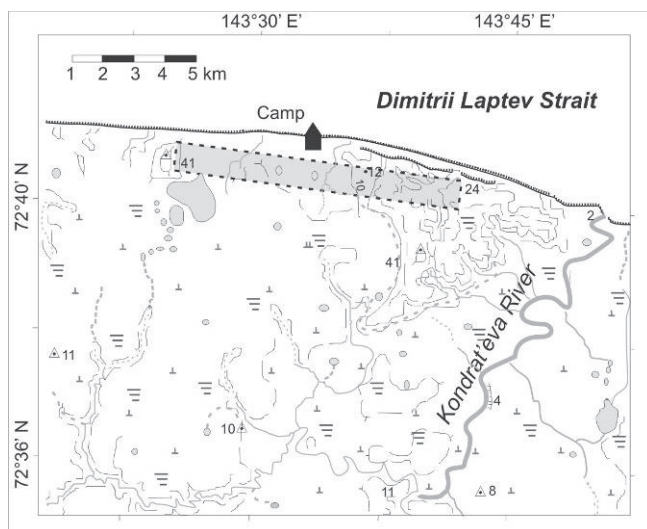 143°30' E
143°45' E
1 2 3 4 5 km
Dimitrii Laptev Strait
Camp
41
12
10
24
72°40' N
2
41
Kondrat'eva River
11
4
10
72°36' N
11
8